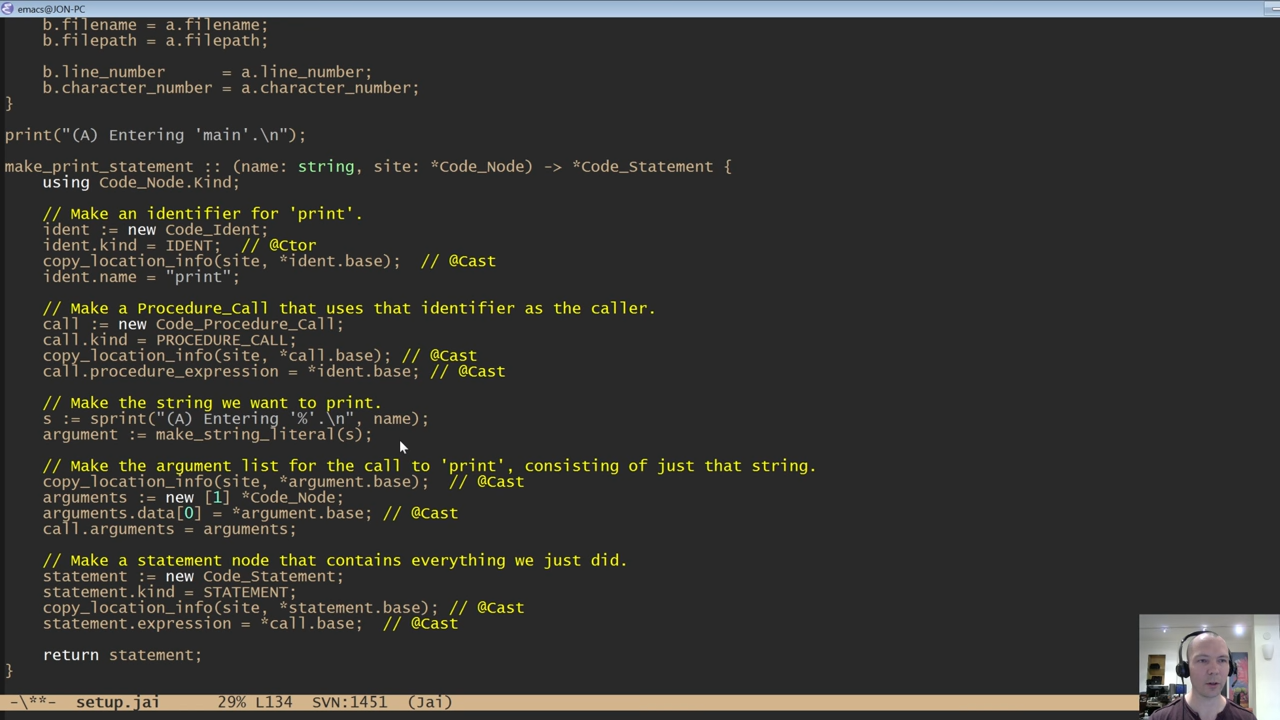 emacs@JON-PC
b.filename = a.filename;
b.filepath = a.filepath;
b.line_number      = a.line_number;
b.character_number = a.character_number;
}
print("(A) Entering 'main'.\n");
make_print_statement :: (name: string, site: *Code_Node) -> *Code_Statement {
using Code_Node.Kind;
// Make an identifier for 'print'.
ident := new Code_Ident;
ident.kind = IDENT;  // @Ctor
copy_location_info(site, *ident.base);  // @Cast
ident.name = "print";
// Make a Procedure_Call that uses that identifier as the caller.
call := new Code_Procedure_Call;
call.kind = PROCEDURE_CALL;
copy_location_info(site, *call.base); // @Cast
call.procedure_expression = *ident.base; // @Cast
// Make the string we want to print.
s := sprint("(A) Entering '%'.\n", name);
argument := make_string_literal(s);
// Make the argument list for the call to 'print', consisting of just that string.
copy_location_info(site, *argument.base);  // @Cast
arguments := new [1] *Code_Node;
arguments.data[0] = *argument.base; // @Cast
call.arguments = arguments;
// Make a statement node that contains everything we just did.
statement := new Code_Statement;
statement.kind = STATEMENT;
copy_location_info(site, *statement.base); // @Cast
statement.expression = *call.base;  // @Cast
return statement;
}
-\**-  setup.jai      29% L134  SVN:1451  (Jai)